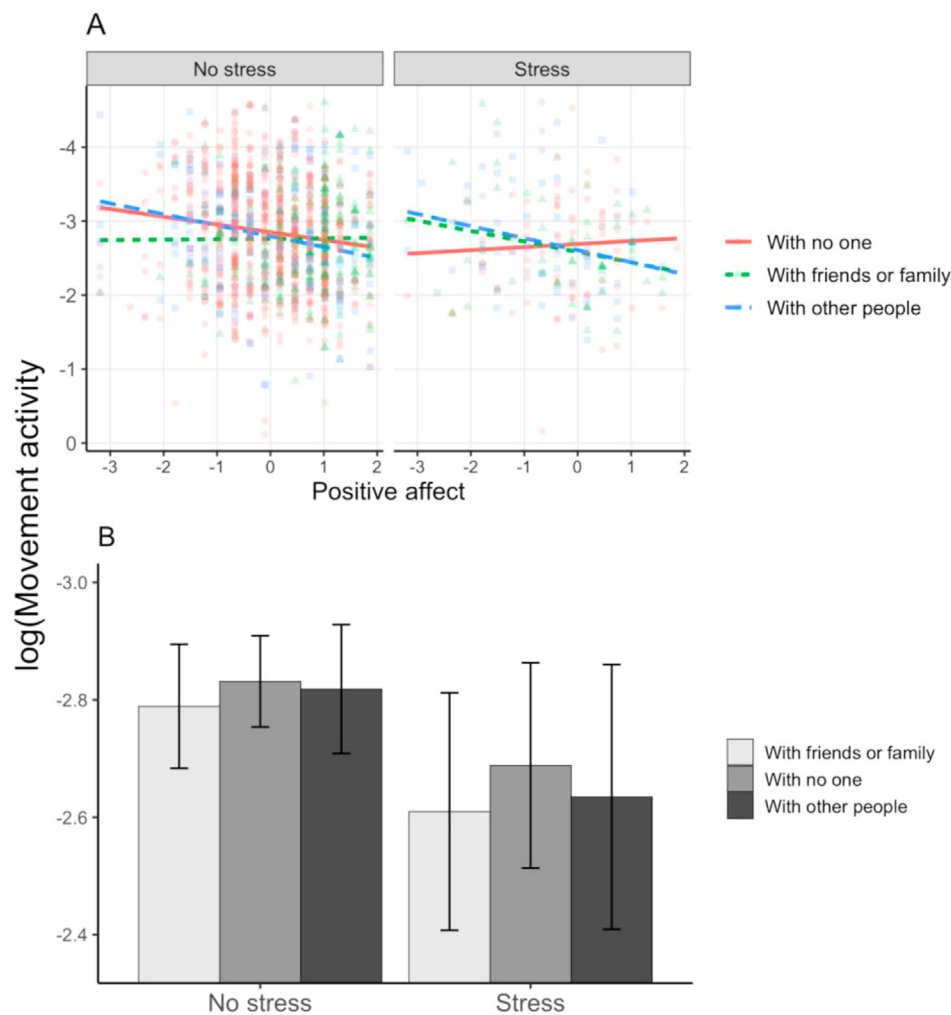 A
No stress
Stress
-4
-3
-2
-1
0
-3 -2 -1 0 1 2
-3 -2 -1 0 1 2
Positive affect
With no one
With friends or family
With other people
log(Movement activity)
B
-3.0
-2.8
-2.6
-2.4
No stress
Stress
With friends or family
With no one
With other people